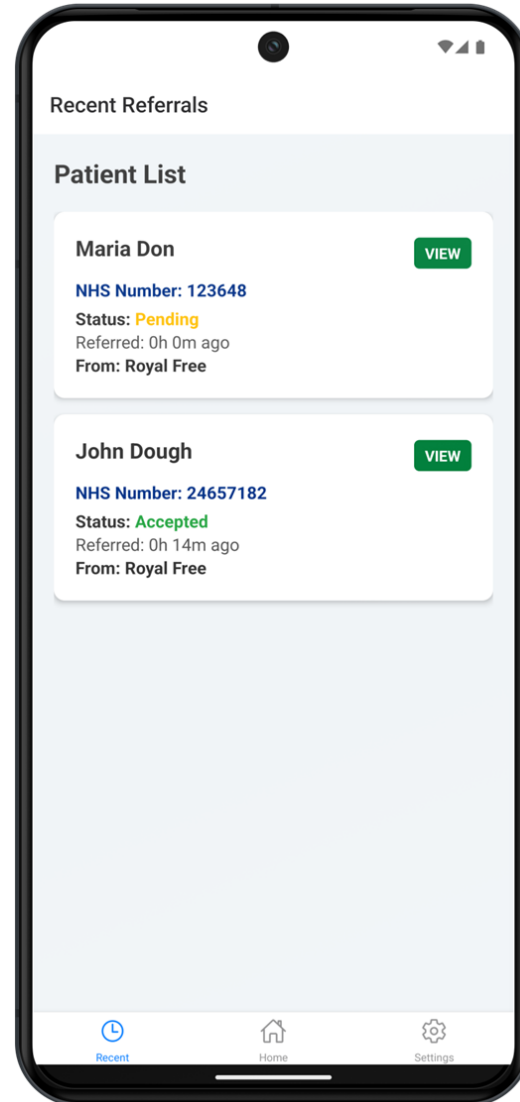 Recent Referrals
Patient List
Maria Don
VIEW
NHS Number: 123648
Status: Pending
Referred: 0h 0m ago
From: Royal Free
John Dough
VIEW
NHS Number: 24657182
Status: Accepted
Referred: 0h 14m ago
From: Royal Free
Recent
Home
Settings